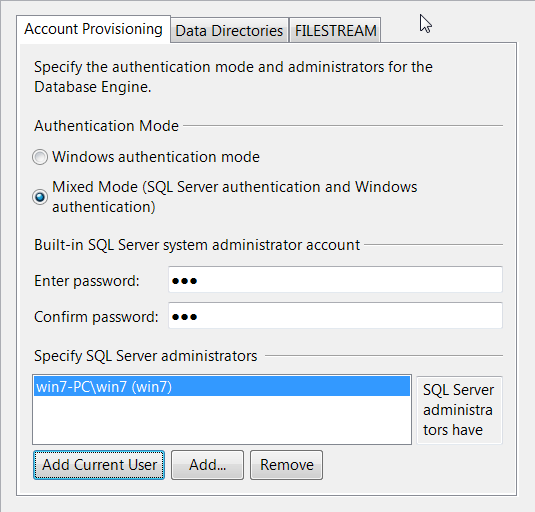 Account Provisioning Data Directories FILESTREAM
Specify the authentication mode and administrators for the
Database Engine.
Authentication Mode
Windows authentication mode
Mixed Mode (SQL Server authentication and Windows
authentication)
Built-in SQL Server system administrator account
Enter password: ●●●
Confirm password: ●●●
Specify SQL Server administrators
win7-PC\win7 (win7)
SQL Server
administra
tors have
Add Current User Add... Remove